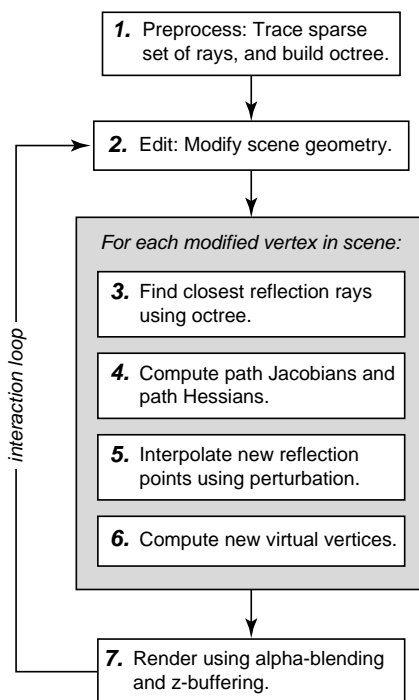 1. Preprocess: Trace sparse
set of rays, and build octree.
2. Edit: Modify scene geometry.
For each modified vertex in scene:
3. Find closest reflection rays
using octree.
4. Compute path Jacobians and
path Hessians.
5. Interpolate new reflection
points using perturbation.
6. Compute new virtual vertices.
7. Render using alpha-blending
and z-buffering.
interaction loop